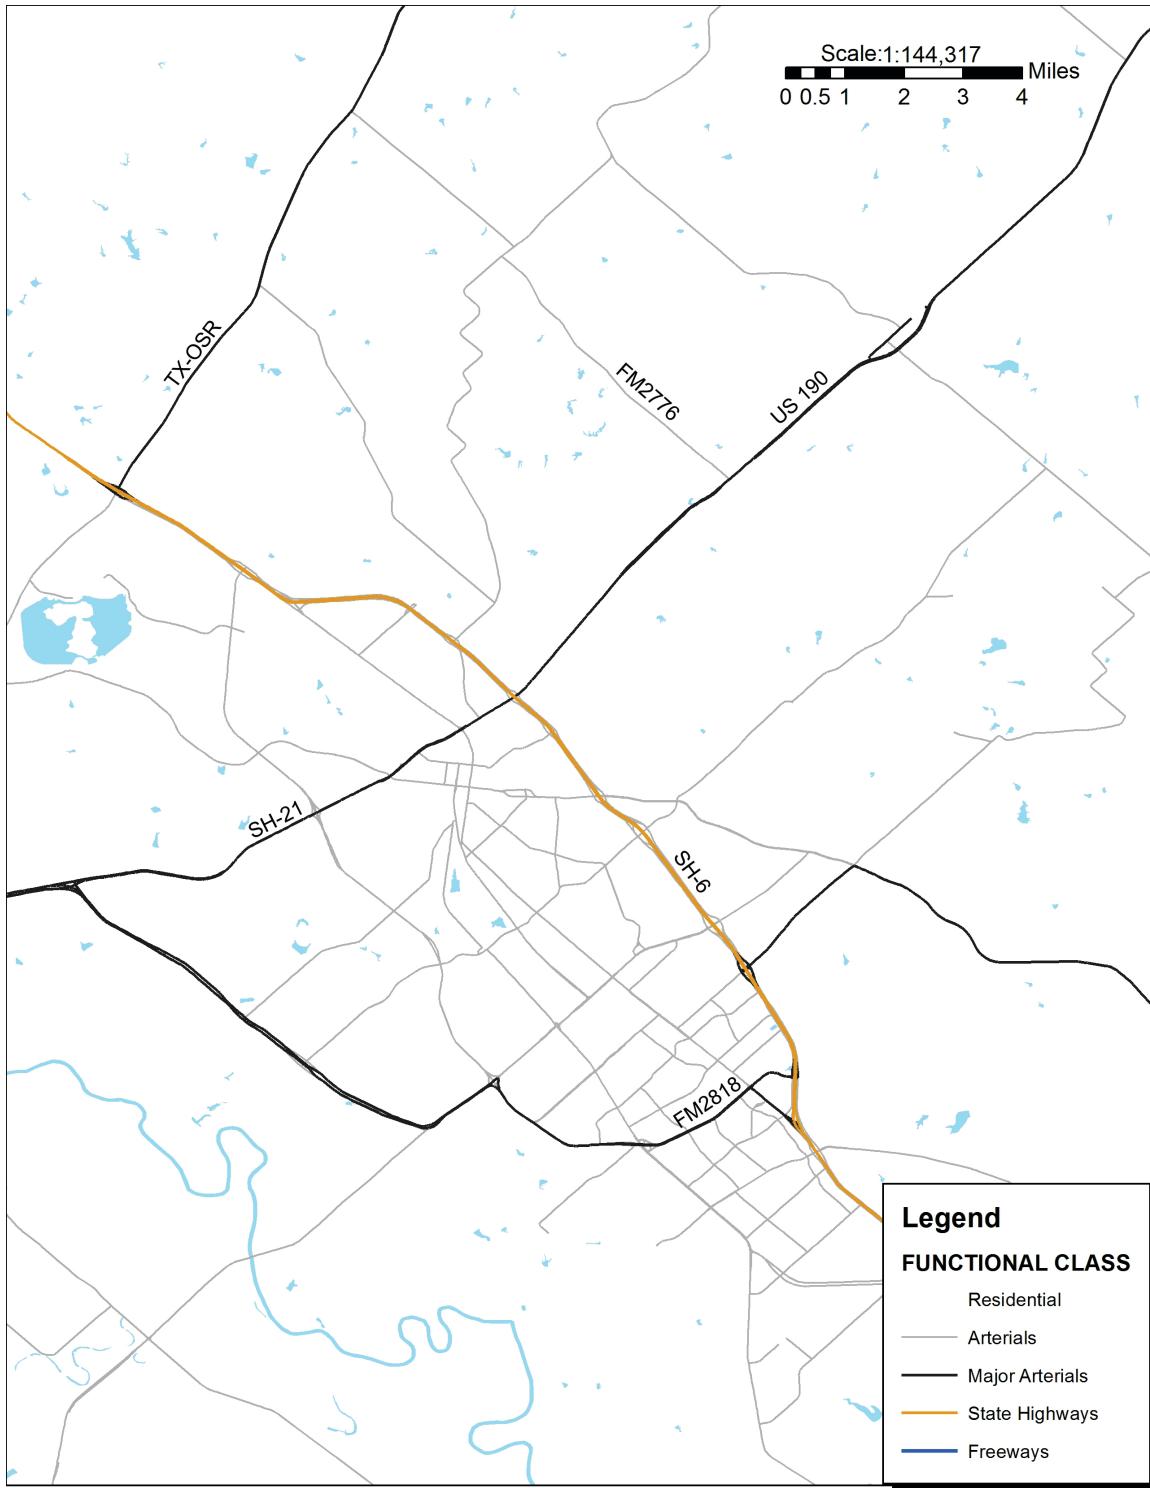 Scale:1:144,317
Miles
0 0.5 1 2 3 4
TX-OSR
FM2776
US 190
SH-21
SH-6
FM2818
Legend
FUNCTIONAL CLASS
Residential
Arterials
Major Arterials
State Highways
Freeways